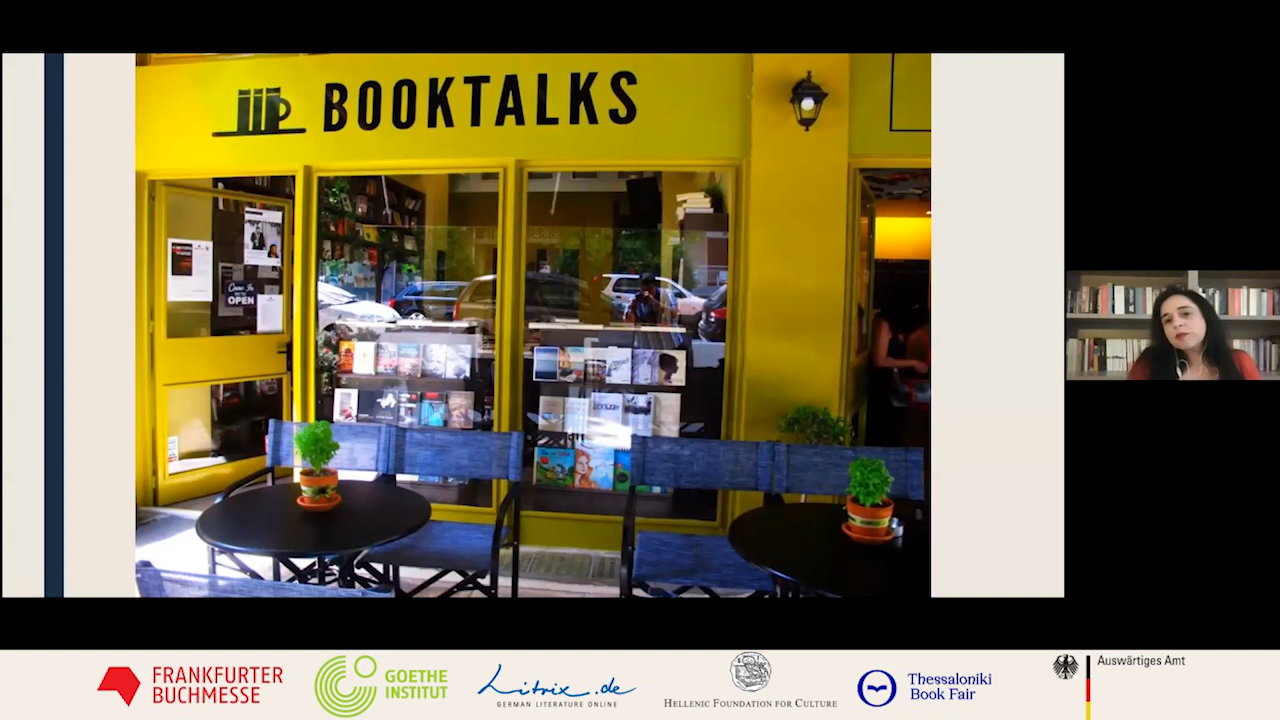 BOOKTALKS
Come In
OPEN
FRANKFURTER
BUCHMESSE
GOETHE
INSTITUT
Litrix.de
GERMAN LITERATURE ONLINE
HELLENIC FOUNDATION FOR CULTURE
Thessaloniki
Book Fair
Auswärtiges Amt